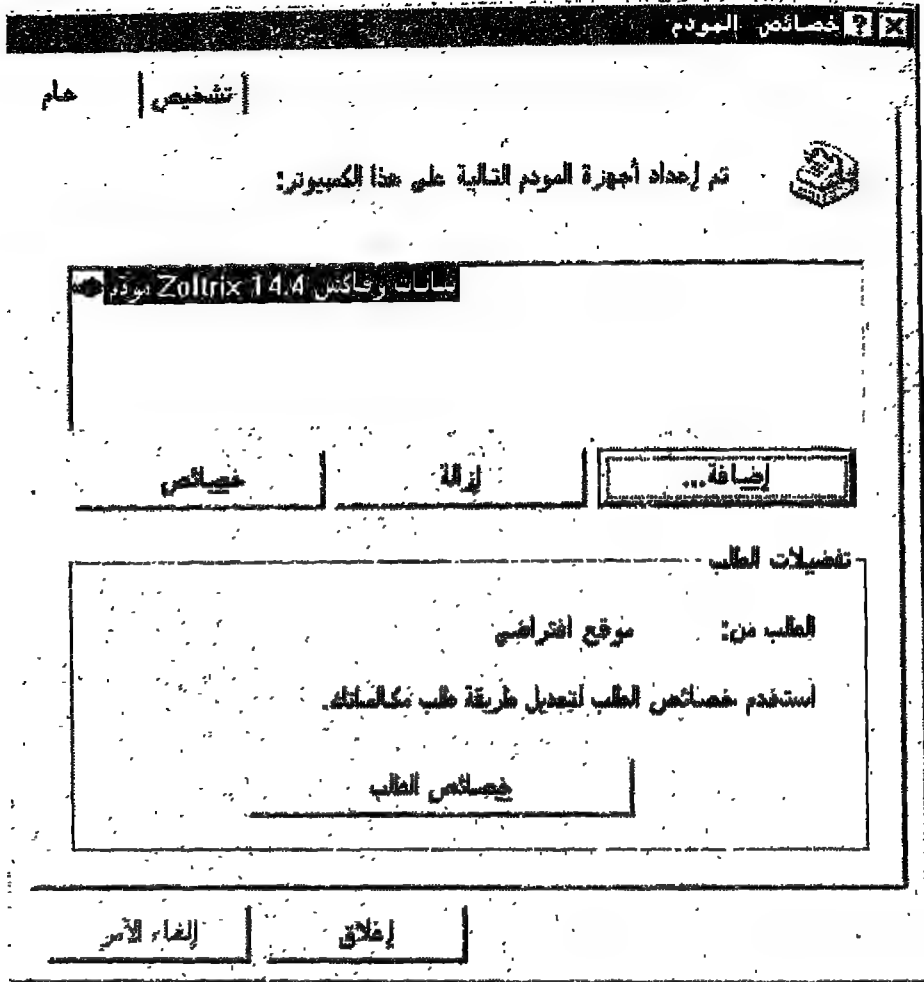 خصائص المودم
عام
تشخيص
تم إعداد أجهزة المودم التالية على هذا الكمبيوتر:
مودم Zoltrix 14.4 بيانات وفاكس
إضافة...
إزالة
خصائص
تفضيلات الطلب
الطلب من: موقع افتراضي
استخدم خصائص الطلب لتعديل طريقة طلب مكالماتك.
خصائص الطلب
إغلاق
إلغاء الأمر